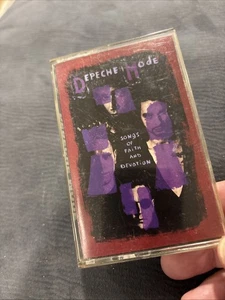 DEPECHE MODE
SONGS
OF
FAITH
AND
DEVOTION